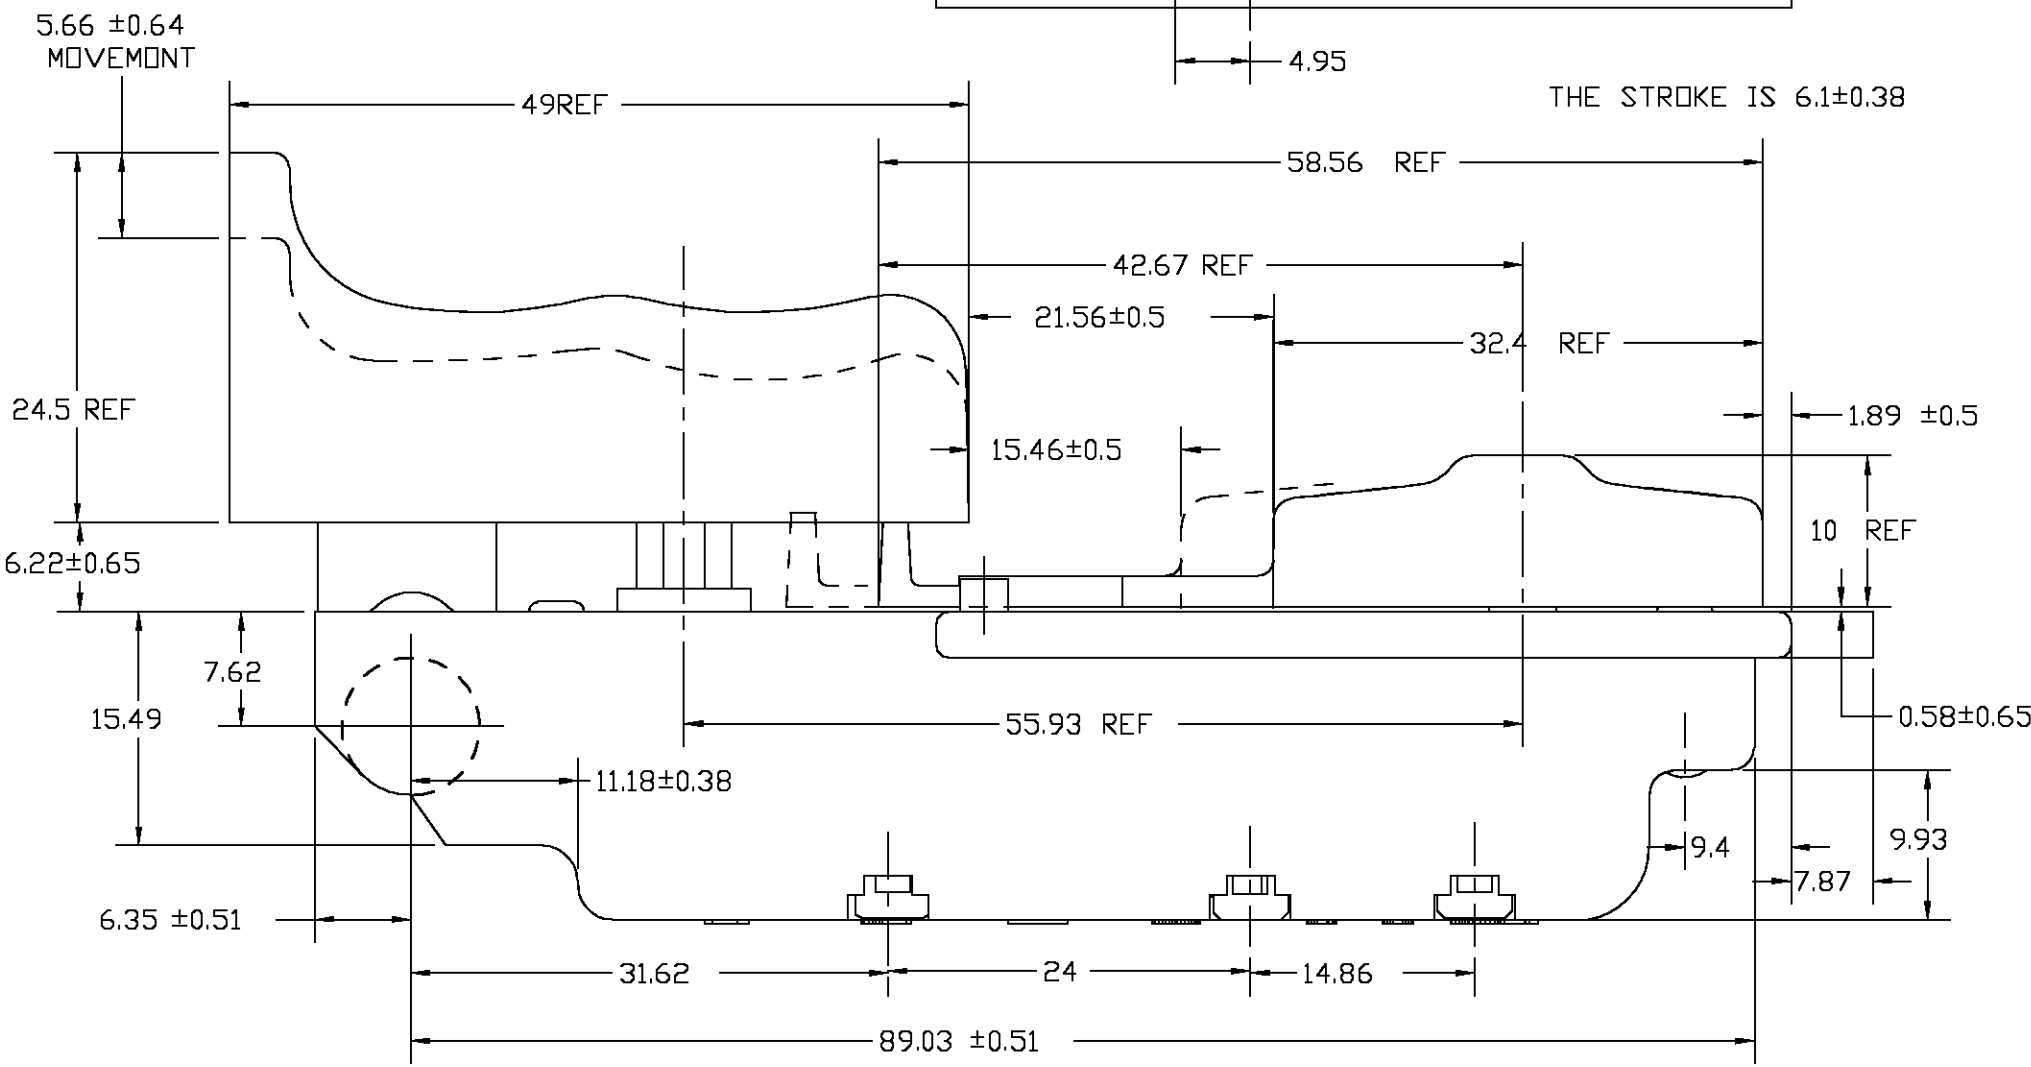 5.66 ±0.64
MOVEMONT
4.95
THE STROKE IS 6.1±0.38
49REF
58.56 REF
42.67 REF
21.56±0.5
32.4 REF
24.5 REF
1.89 ±0.5
15.46±0.5
10 REF
6.22±0.65
7.62
15.49
55.93 REF
0.58±0.65
11.18±0.38
9.4
9.93
7.87
6.35 ±0.51
31.62
24
14.86
89.03 ±0.51